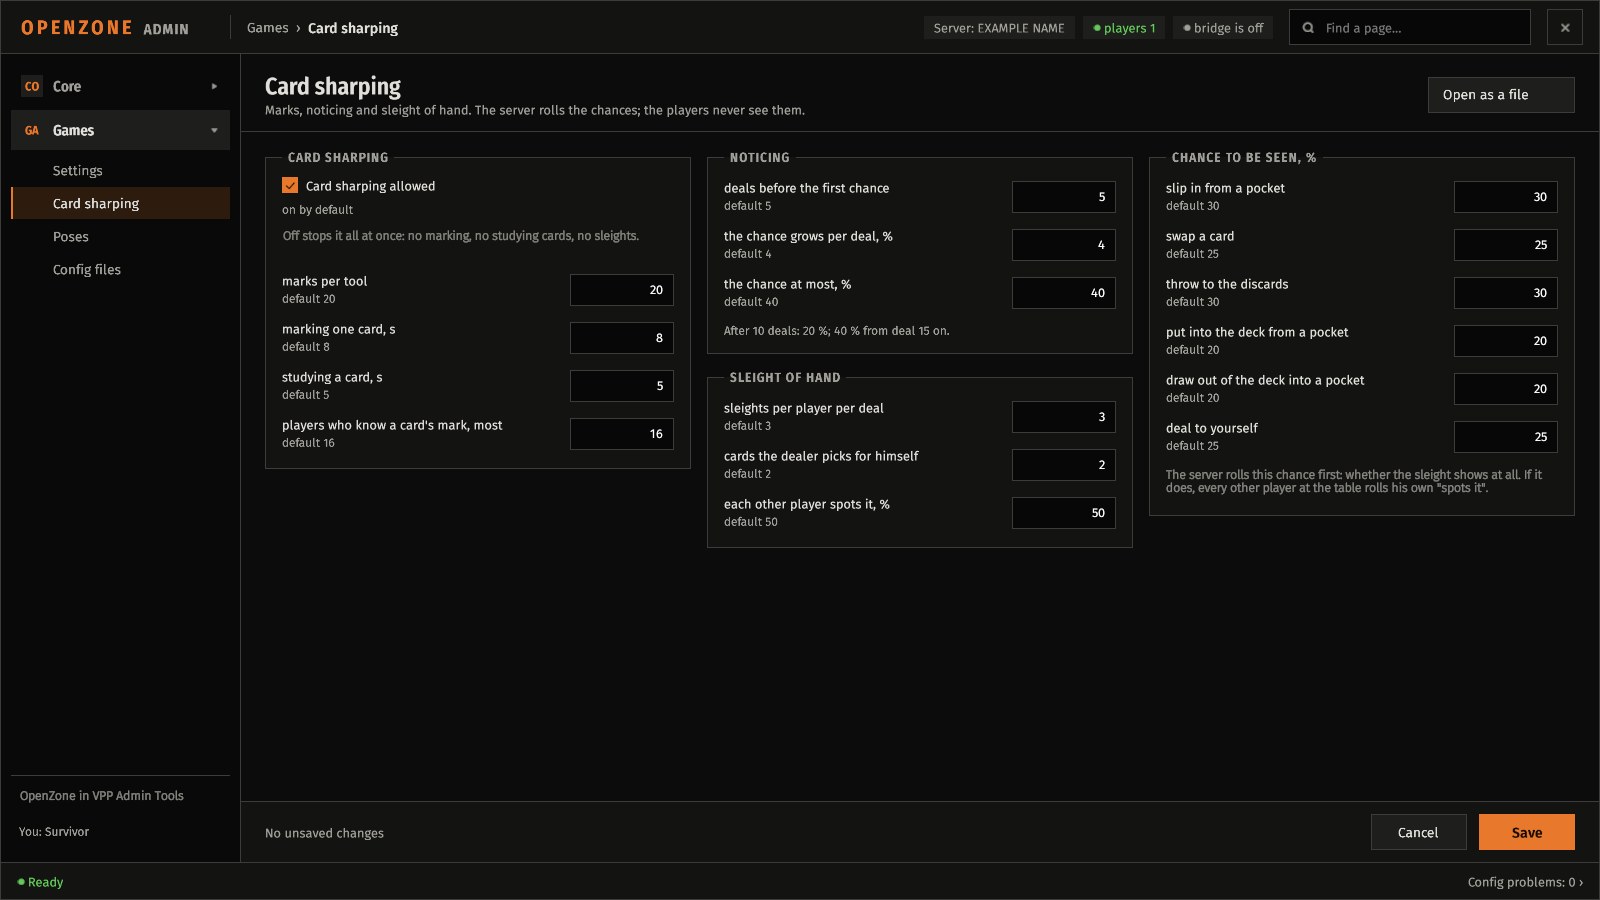 OPENZONE ADMIN
Games › Card sharping
Server: EXAMPLE NAME
players 1
bridge is off
Find a page...
CO Core
GA Games
Settings
Card sharping
Poses
Config files
OpenZone in VPP Admin Tools
You: Survivor
Card sharping
Marks, noticing and sleight of hand. The server rolls the chances; the players never see them.
Open as a file
CARD SHARPING
Card sharping allowed
on by default
Off stops it all at once: no marking, no studying cards, no sleights.
marks per tool
default 20
20
marking one card, s
default 8
8
studying a card, s
default 5
5
players who know a card's mark, most
default 16
16
NOTICING
deals before the first chance
default 5
5
the chance grows per deal, %
default 4
4
the chance at most, %
default 40
40
After 10 deals: 20 %; 40 % from deal 15 on.
SLEIGHT OF HAND
sleights per player per deal
default 3
3
cards the dealer picks for himself
default 2
2
each other player spots it, %
default 50
50
CHANCE TO BE SEEN, %
slip in from a pocket
default 30
30
swap a card
default 25
25
throw to the discards
default 30
30
put into the deck from a pocket
default 20
20
draw out of the deck into a pocket
default 20
20
deal to yourself
default 25
25
The server rolls this chance first: whether the sleight shows at all. If it
does, every other player at the table rolls his own "spots it".
No unsaved changes
Cancel
Save
Ready
Config problems: 0 ›